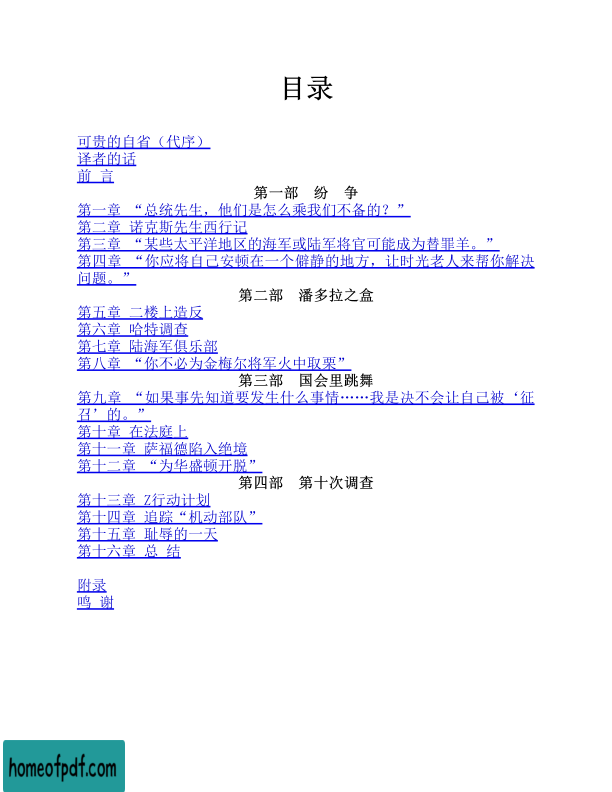 目录
可贵的自省（代序）
译者的话
前 言
第一部 纷 争
第一章 “总统先生，他们是怎么乘我们不备的？”
第二章 诺克斯先生西行记
第三章 “某些太平洋地区的海军或陆军将官可能成为替罪羊。”
第四章 “你应将自己安顿在一个僻静的地方，让时光老人来帮你解决
问题。”
第二部 潘多拉之盒
第五章 二楼上造反
第六章 哈特调查
第七章 陆海军俱乐部
第八章 “你不必为金梅尔将军火中取栗”
第三部 国会里跳舞
第九章 “如果事先知道要发生什么事情……我是决不会让自己被‘征
召’的。”
第十章 在法庭上
第十一章 萨福德陷入绝境
第十二章 “为华盛顿开脱”
第四部 第十次调查
第十三章 Z行动计划
第十四章 追踪“机动部队”
第十五章 耻辱的一天
第十六章 总 结
附录
鸣 谢
homeofpdf.com